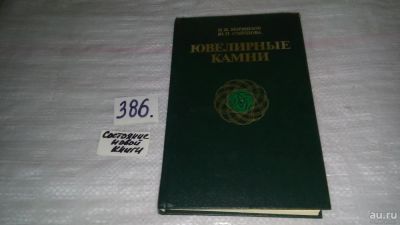 ЮВЕЛИРНЫЕ
КАМНИ
386.
Состояние
новой
книги
au.ru